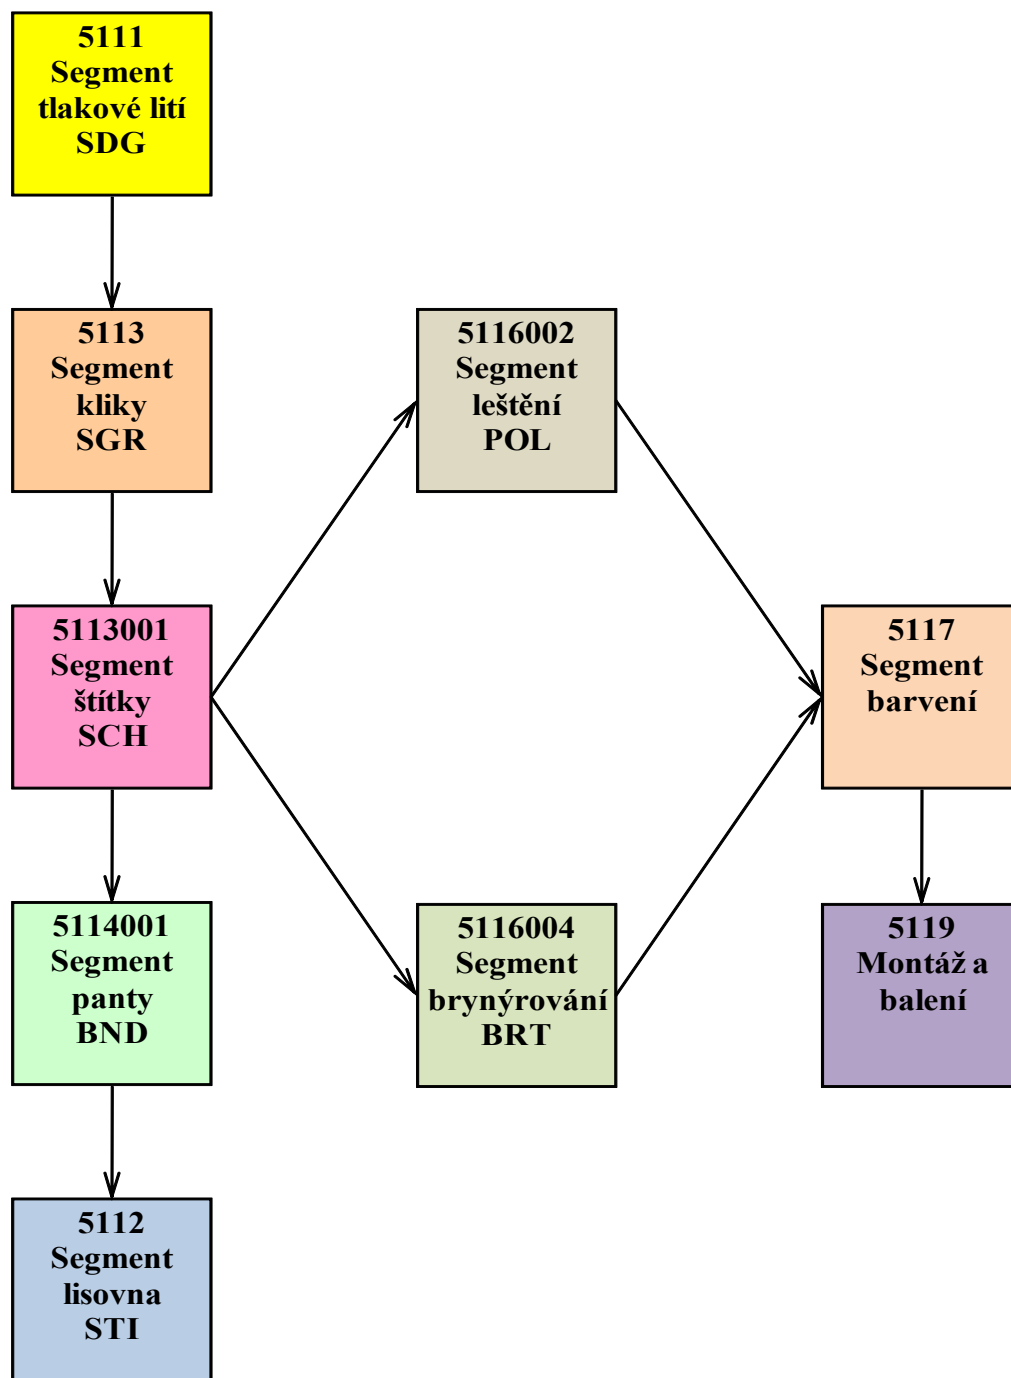 5111
Segment
tlakové lití
SDG
5113
Segment
kliky
SGR
5116002
Segment
leštění
POL
5113001
Segment
štítky
SCH
5117
Segment
barvení
5114001
Segment
panty
BND
5116004
Segment
brynýrování
BRT
5119
Montáž a
balení
5112
Segment
lisovna
STI